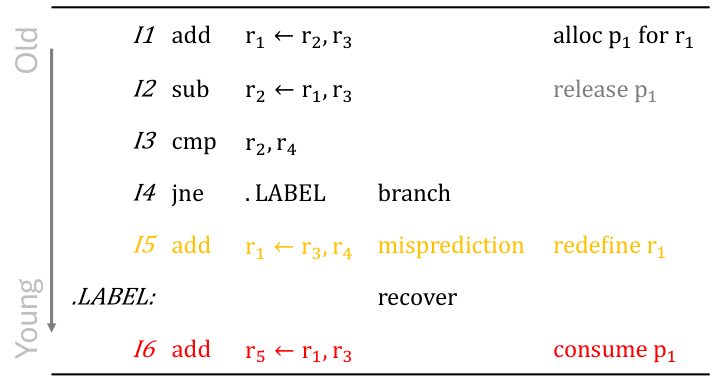 Old
I1 add r₁ ← r₂, r₃ alloc p₁ for r₁
I2 sub r₂ ← r₁, r₃ release p₁
I3 cmp r₂, r₄
I4 jne . LABEL branch
I5 add r₁ ← r₃, r₄ misprediction redefine r₁
.LABEL: recover
I6 add r₅ ← r₁, r₃ consume p₁
Young